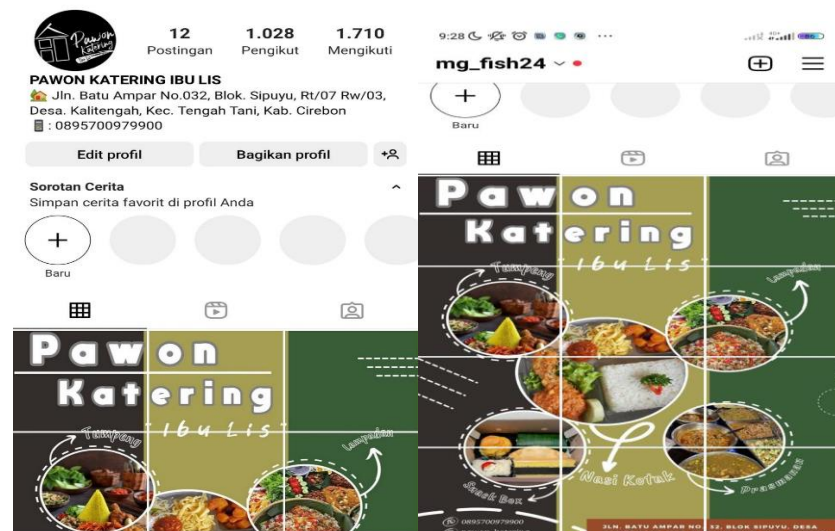 Pawon
Katering
12
1.028
1.710
Postingan
Pengikut
Mengikuti
PAWON KATERING IBU LIS
Jln. Batu Ampar No.032, Blok. Sipuyu, Rt/07 Rw/03,
Desa. Kalitengah, Kec. Tengah Tani, Kab. Cirebon
: 0895700979900
Edit profil
Bagikan profil
Sorotan Cerita
Simpan cerita favorit di profil Anda
Baru
Pawon
Katering
"Ibu Lis"
Tumpeng
9:28
mg_fish24
Baru
Pawon
Katering
"Ibu Lis"
Tumpeng
Snack Box
Nasi Kotak
Prasmanan
0895700979900
JLN. BATU AMPAR NO. 32, BLOK SIPUYU, DESA